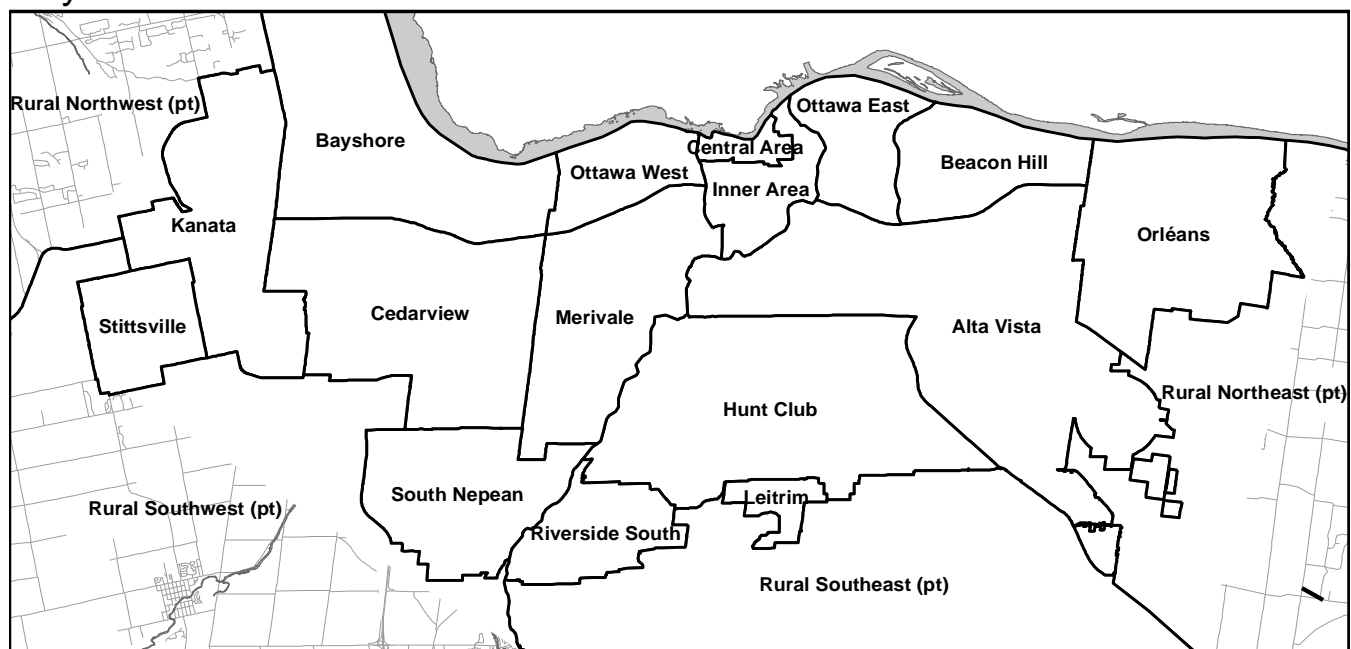 Rural Northwest (pt)
Ottawa East
Bayshore
Central Area
Beacon Hill
Ottawa West
Inner Area
Kanata
Orléans
Cedarview
Merivale
Stittsville
Alta Vista
Rural Northeast (pt)
Hunt Club
South Nepean
Leitrim
Rural Southwest (pt)
Riverside South
Rural Southeast (pt)